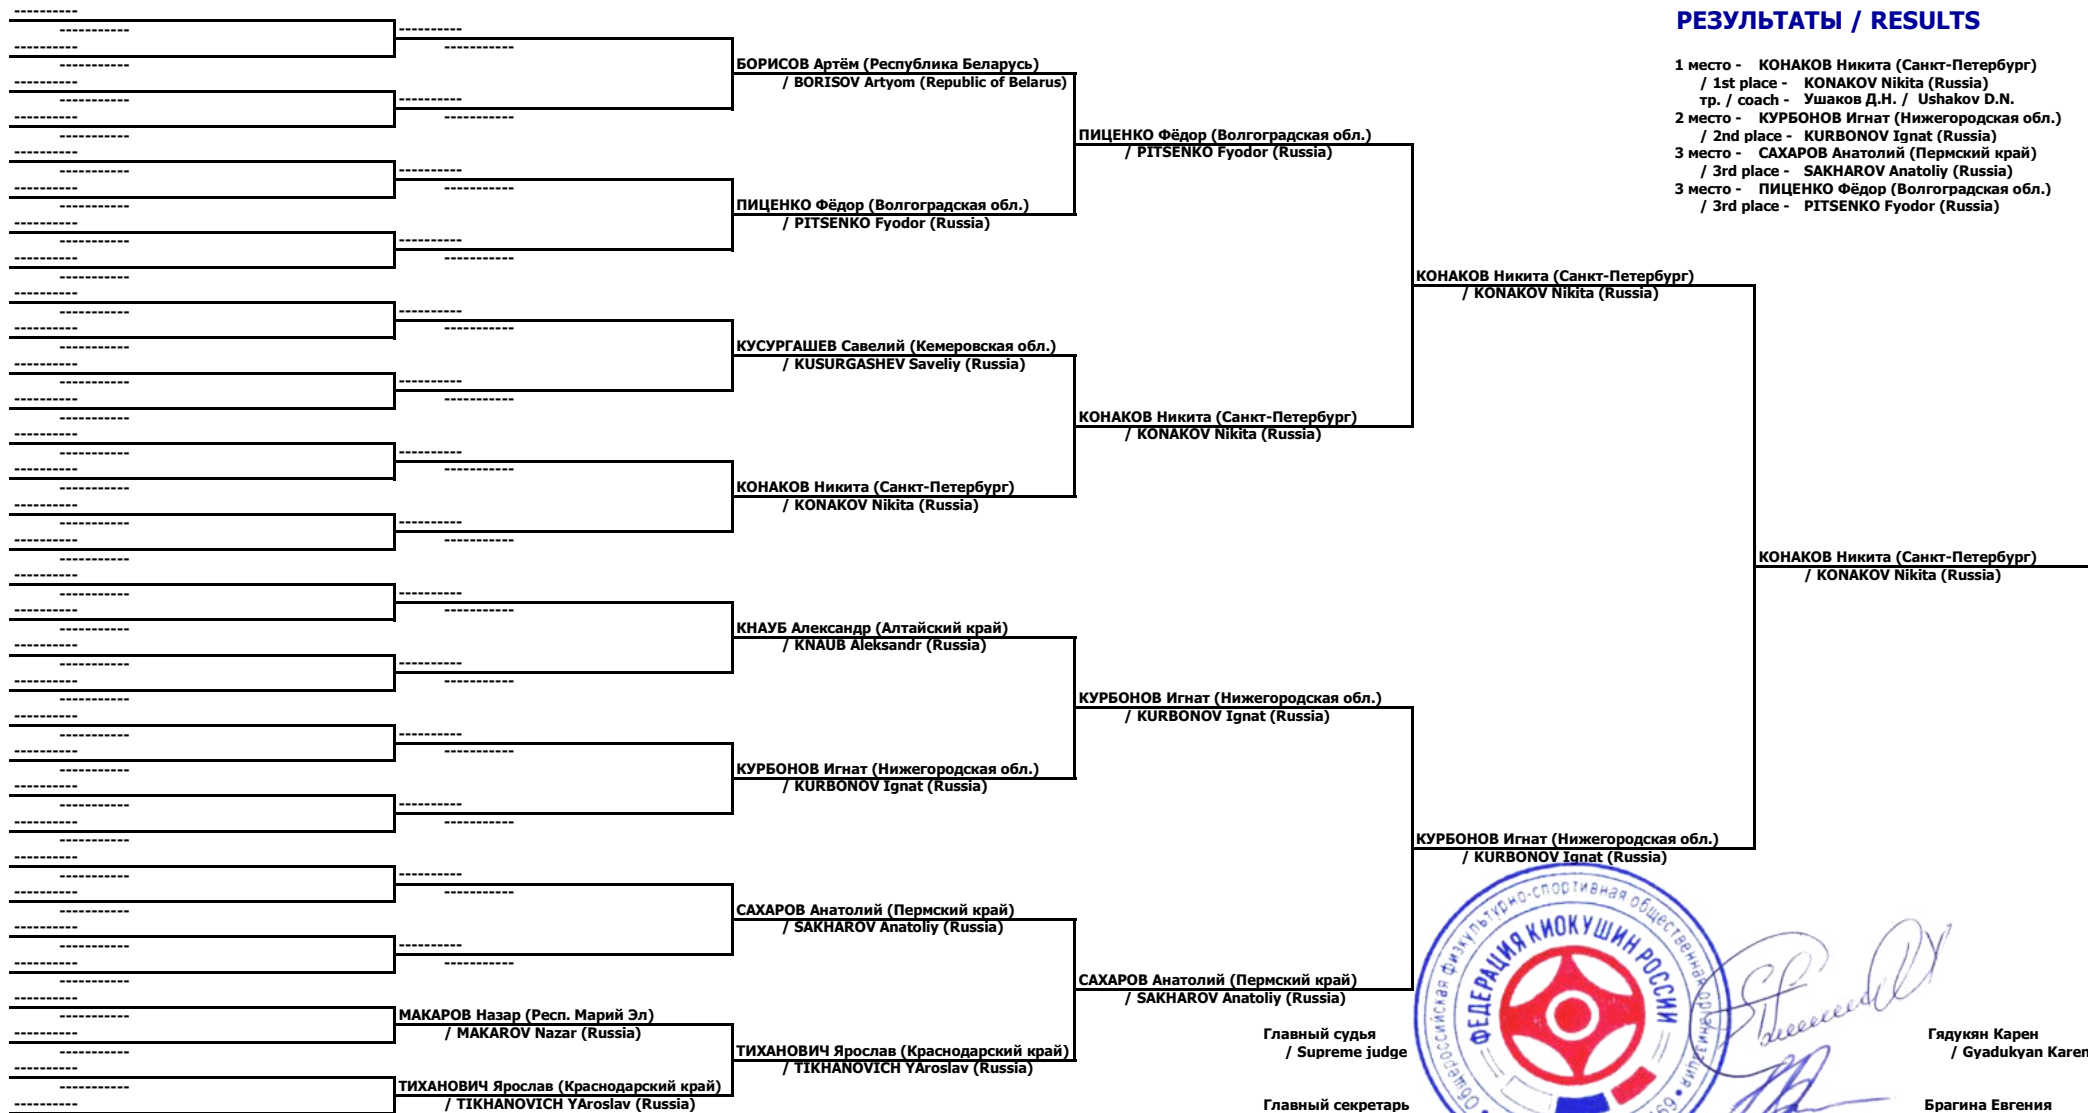 РЕЗУЛЬТАТЫ / RESULTS
1 место - КОНАКОВ Никита (Санкт-Петербург)
/ 1st place - KONAKOV Nikita (Russia)
тр. / coach - Ушаков Д.Н. / Ushakov D.N.
2 место - КУРБОНОВ Игнат (Нижегородская обл.)
/ 2nd place - KURBONOV Ignat (Russia)
3 место - САХАРОВ Анатолий (Пермский край)
/ 3rd place - SAKHAROV Anatoliy (Russia)
3 место - ПИЦЕНКО Фёдор (Волгоградская обл.)
/ 3rd place - PITSENKO Fyodor (Russia)
БОРИСОВ Артём (Республика Беларусь)
/ BORISOV Artyom (Republic of Belarus)
ПИЦЕНКО Фёдор (Волгоградская обл.)
/ PITSENKO Fyodor (Russia)
ПИЦЕНКО Фёдор (Волгоградская обл.)
/ PITSENKO Fyodor (Russia)
КОНАКОВ Никита (Санкт-Петербург)
/ KONAKOV Nikita (Russia)
КУСУРГАШЕВ Савелий (Кемеровская обл.)
/ KUSURGASHEV Saveliy (Russia)
КОНАКОВ Никита (Санкт-Петербург)
/ KONAKOV Nikita (Russia)
КОНАКОВ Никита (Санкт-Петербург)
/ KONAKOV Nikita (Russia)
КОНАКОВ Никита (Санкт-Петербург)
/ KONAKOV Nikita (Russia)
КНАУБ Александр (Алтайский край)
/ KNAUB Aleksandr (Russia)
КУРБОНОВ Игнат (Нижегородская обл.)
/ KURBONOV Ignat (Russia)
КУРБОНОВ Игнат (Нижегородская обл.)
/ KURBONOV Ignat (Russia)
КУРБОНОВ Игнат (Нижегородская обл.)
/ KURBONOV Ignat (Russia)
САХАРОВ Анатолий (Пермский край)
/ SAKHAROV Anatoliy (Russia)
САХАРОВ Анатолий (Пермский край)
/ SAKHAROV Anatoliy (Russia)
МАКАРОВ Назар (Респ. Марий Эл)
/ MAKAROV Nazar (Russia)
ТИХАНОВИЧ Ярослав (Краснодарский край)
/ TIKHANOVICH YAroslav (Russia)
ТИХАНОВИЧ Ярослав (Краснодарский край)
/ TIKHANOVICH YAroslav (Russia)
Общероссийская физкультурно-спортивная общественная организация
ФЕДЕРАЦИЯ КИОКУШИН РОССИИ
Главный судья
/ Supreme judge
Гядукян Карен
/ Gyadukyan Karen
Главный секретарь
Брагина Евгения